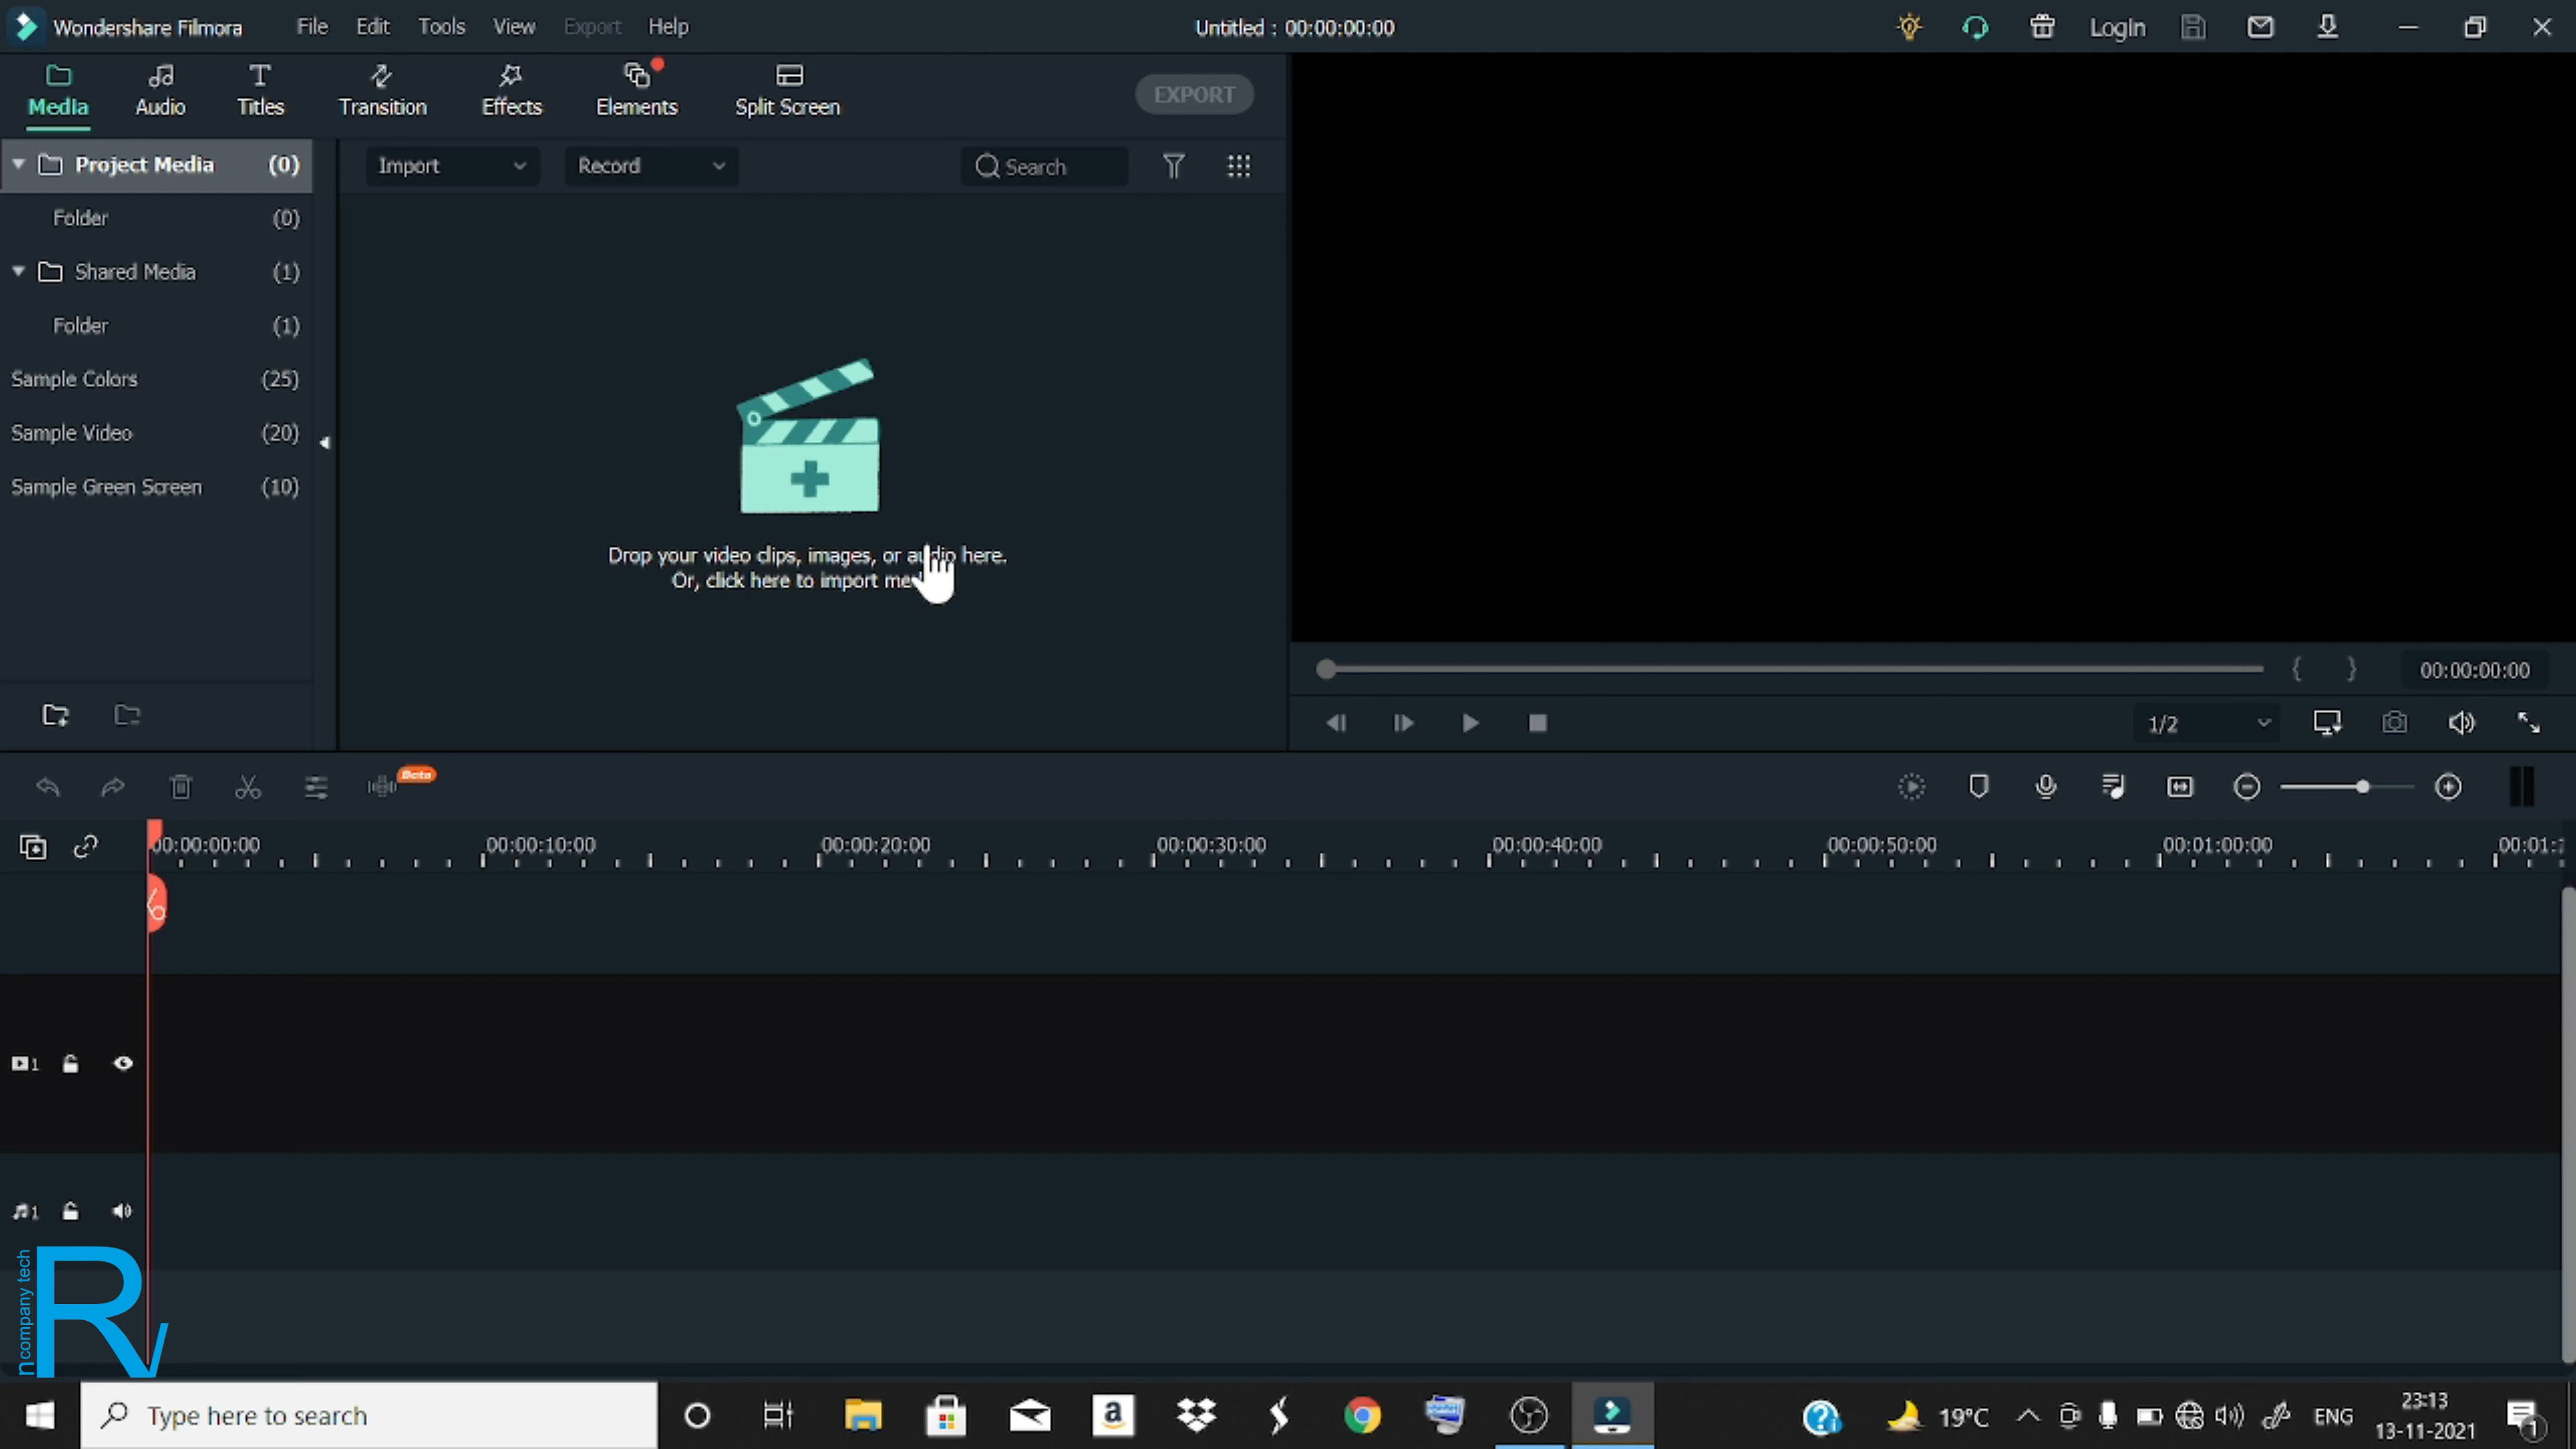 Wondershare Filmora File Edit Tools View Export Help Untitled : 00:00:00:00 Login
Media Audio Titles Transition Effects Elements Split Screen EXPORT
Project Media (0) Import Record Search
Folder (0)
Shared Media (1)
Folder (1)
Sample Colors (25)
Sample Video (20)
Sample Green Screen (10)
Drop your video clips, images, or audio here.
Or, click here to import
00:00:00:00
1/2
Beta
00:00:00:00 00:00:10:00 00:00:20:00 00:00:30:00 00:00:40:00 00:00:50:00 00:01:00:00
1
1
ncompany tech
R
Type here to search
a
19°C ENG
23:13
13-11-2021
1